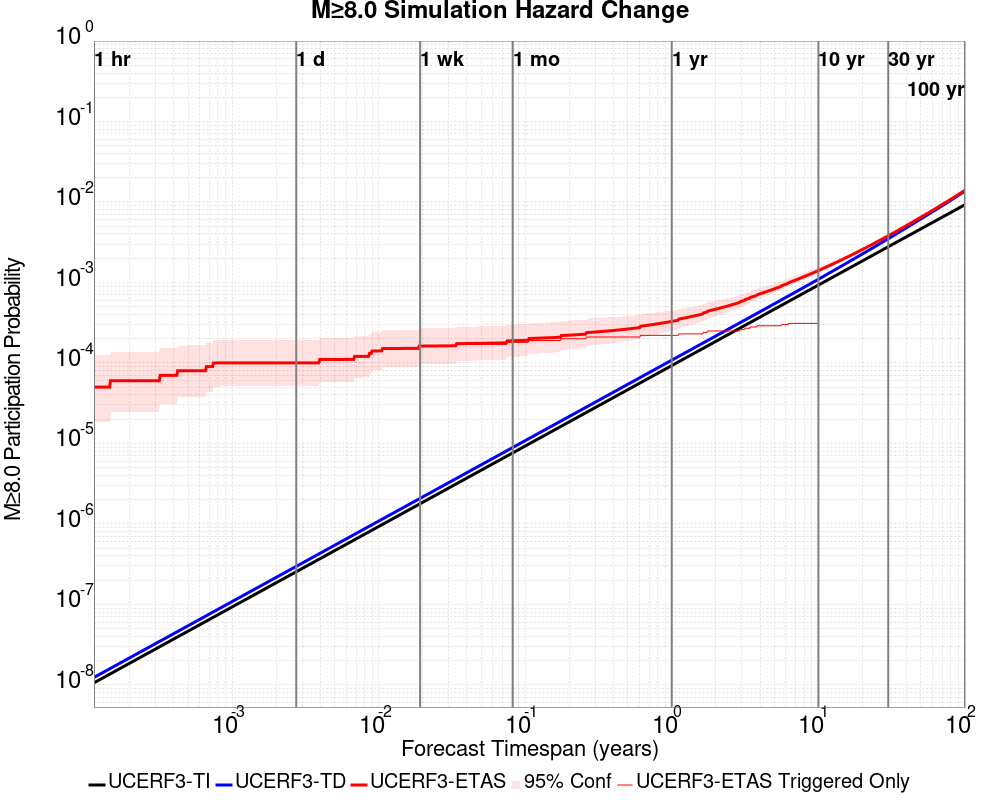 M≥8.0 Simulation Hazard Change
10^0
10^-1
10^-2
10^-3
10^-4
10^-5
10^-6
10^-7
10^-8
M≥8.0 Participation Probability
1 hr
1 d
1 wk
1 mo
1 yr
10 yr
30 yr
100 yr
10^-3
10^-2
10^-1
10^0
10^1
10^2
Forecast Timespan (years)
UCERF3-TI UCERF3-TD UCERF3-ETAS 95% Conf UCERF3-ETAS Triggered Only